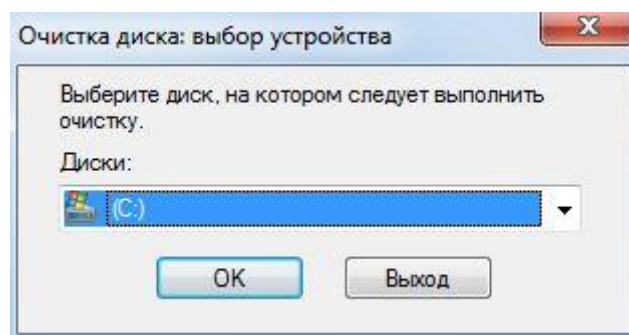 Очистка диска: выбор устройства
Выберите диск, на котором следует выполнить
очистку.
Диски:
(C:)
OK
Выход